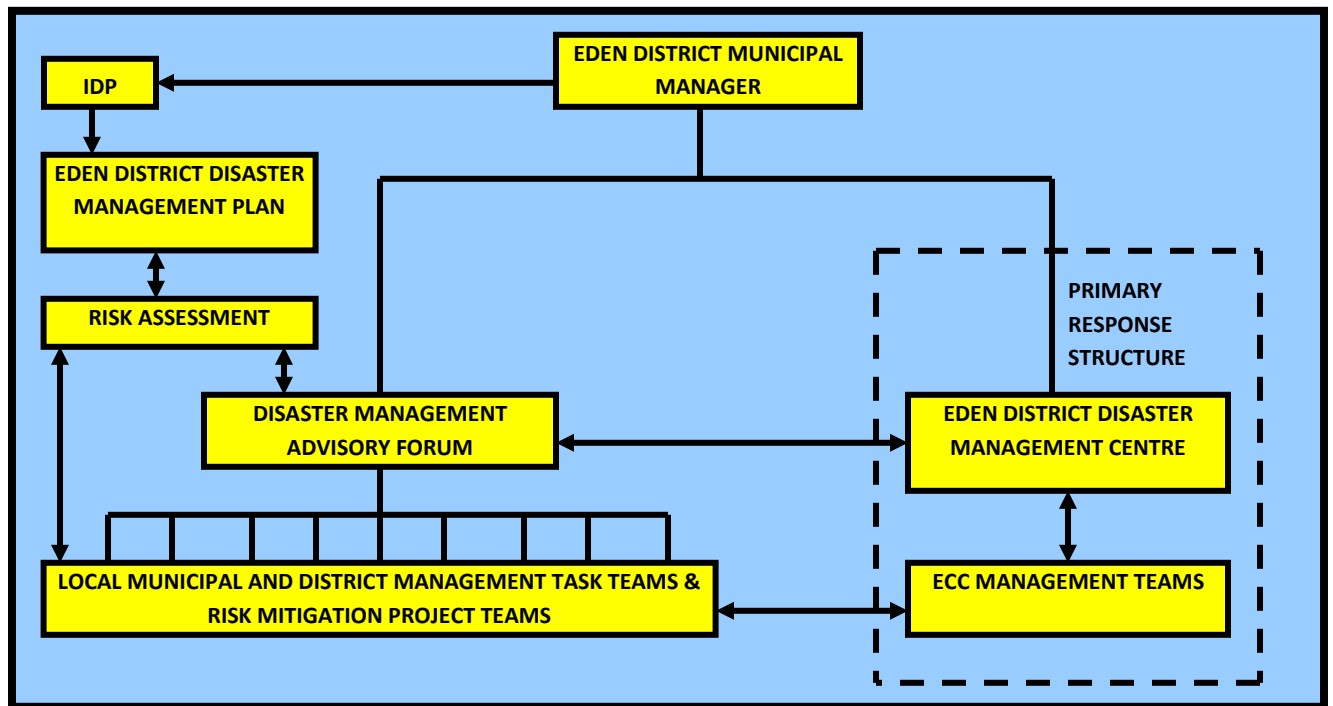 EDEN DISTRICT MUNICIPAL
MANAGER
IDP
EDEN DISTRICT DISASTER
MANAGEMENT PLAN
RISK ASSESSMENT
PRIMARY
RESPONSE
STRUCTURE
DISASTER MANAGEMENT
ADVISORY FORUM
EDEN DISTRICT DISASTER
MANAGEMENT CENTRE
LOCAL MUNICIPAL AND DISTRICT MANAGEMENT TASK TEAMS &
RISK MITIGATION PROJECT TEAMS
ECC MANAGEMENT TEAMS